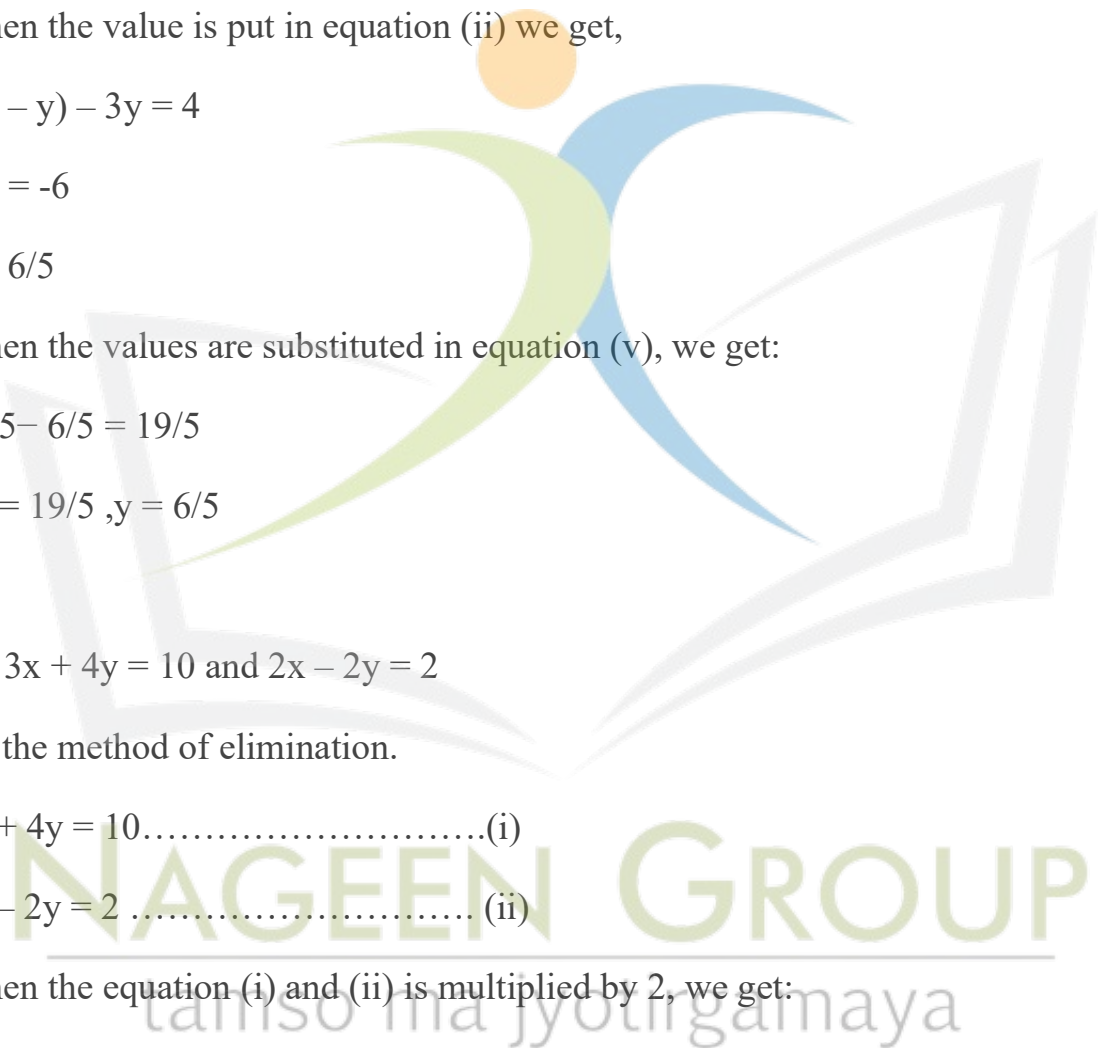 en the value is put in equation (ii) we get,
– y) – 3y = 4
= -6
6/5
en the values are substituted in equation (v), we get:
5− 6/5 = 19/5
= 19/5 ,y = 6/5
3x + 4y = 10 and 2x – 2y = 2
the method of elimination.
+ 4y = 10………………………(i)
– 2y = 2 ……………………… (ii)
NAGEEN GROUP
en the equation (i) and (ii) is multiplied by 2, we get:
tamso ma jyotirgamaya